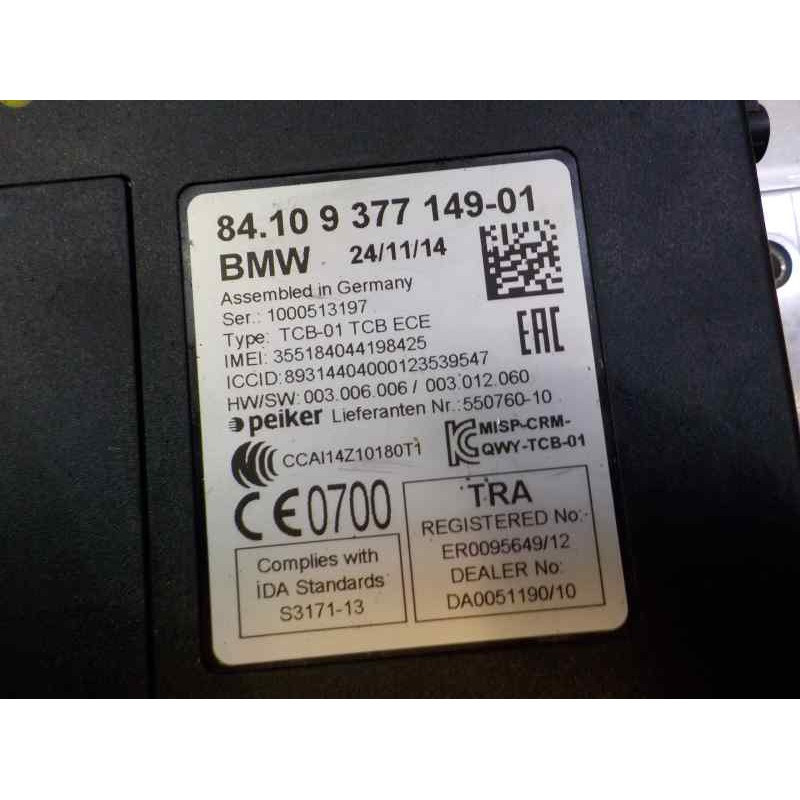 84.10 9 377 149-01
BMW 24/11/14
Assembled in Germany
Ser.: 1000513197
Type: TCB-01 TCB ECE
IMEI: 355184044198425
ICCID:89314404000123539547
HW/SW: 003.006.006 / 003.012.060
peiker Lieferanten Nr.:550760-10
CCAI14Z10180T1
MISP-CRM-
QWY-TCB-01
EAC
CE0700
Complies with
IDA Standards
S3171-13
TRA
REGISTERED No:
ER0095649/12
DEALER No:
DA0051190/10